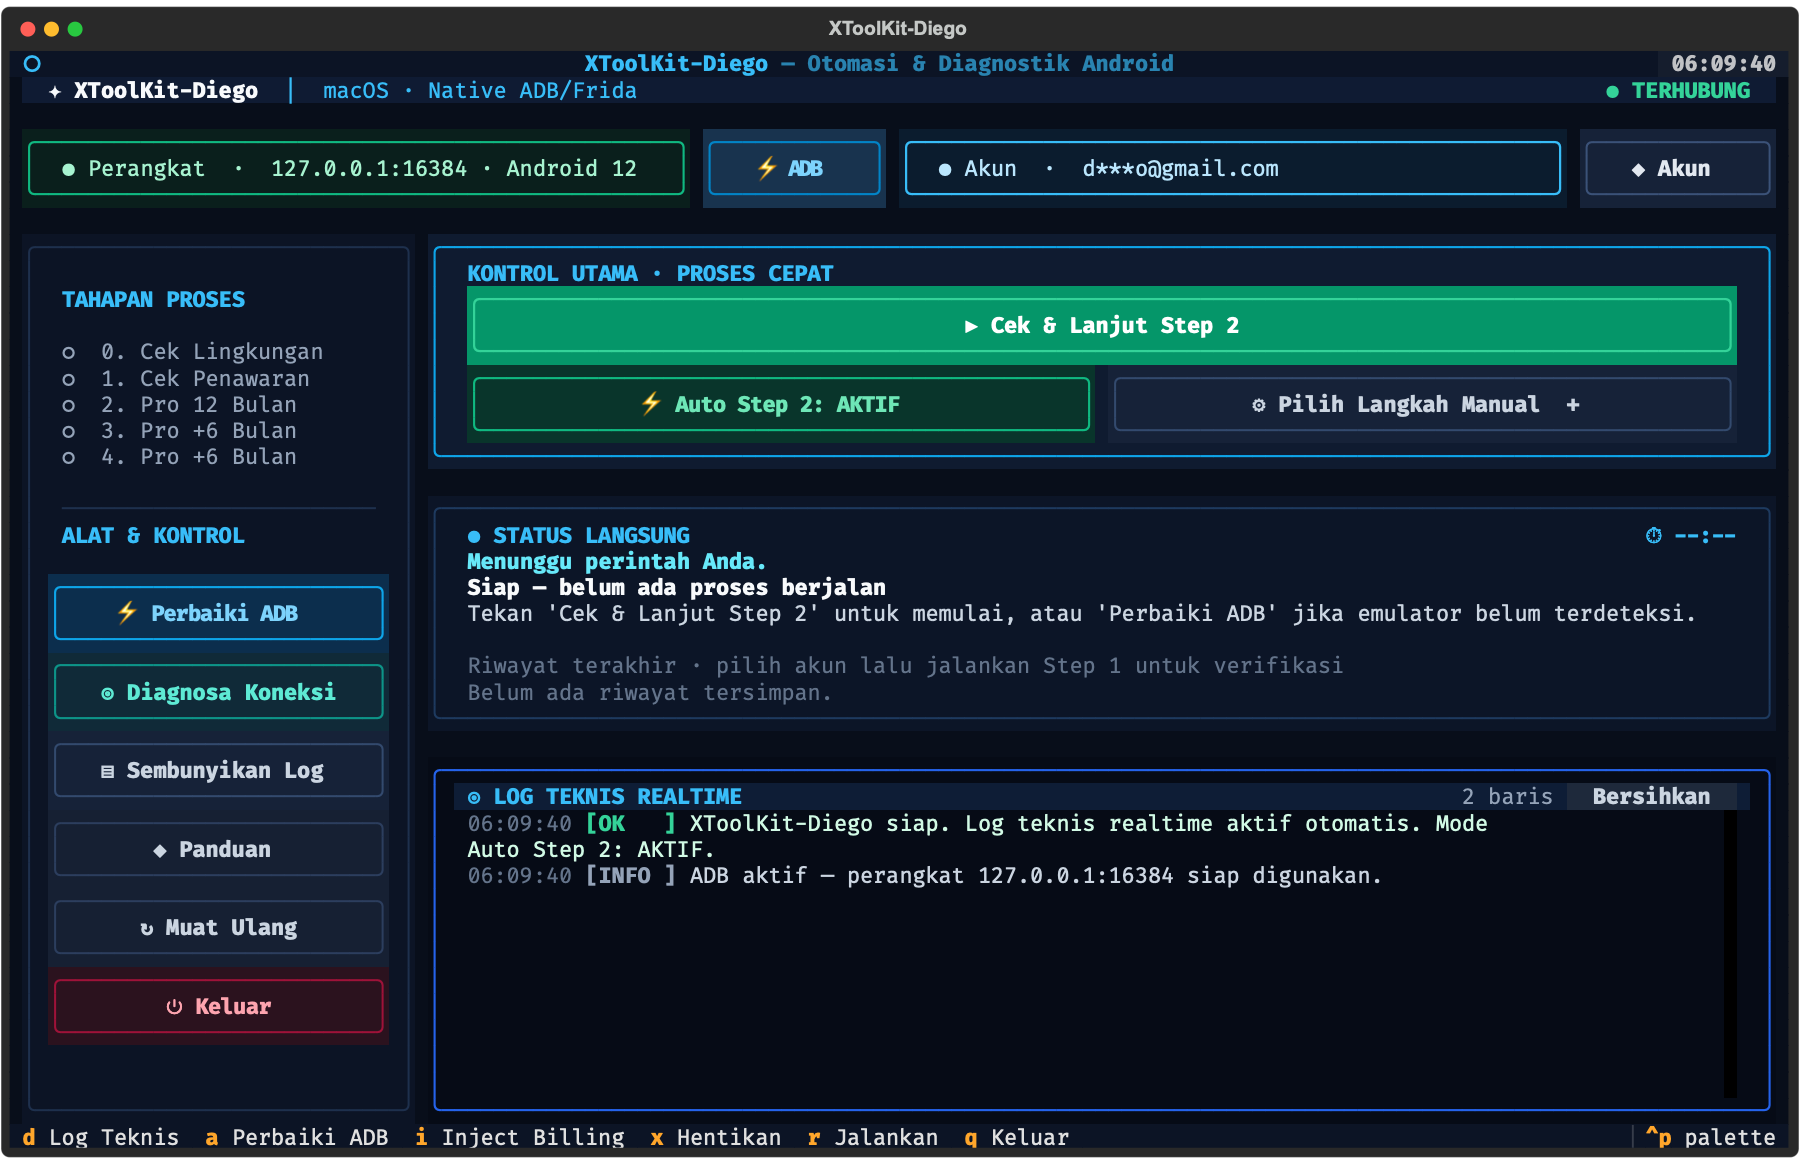 XToolKit-Diego
XToolKit-Diego — Otomasi & Diagnostik Android 06:09:40
✦ XToolKit-Diego │ macOS · Native ADB/Frida ● TERHUBUNG
● Perangkat · 127.0.0.1:16384 · Android 12
⚡ ADB
● Akun · d***o@gmail.com
◆ Akun
TAHAPAN PROSES
○ 0. Cek Lingkungan
○ 1. Cek Penawaran
○ 2. Pro 12 Bulan
○ 3. Pro +6 Bulan
○ 4. Pro +6 Bulan
ALAT & KONTROL
⚡ Perbaiki ADB
◎ Diagnosa Koneksi
▤ Sembunyikan Log
◆ Panduan
↻ Muat Ulang
⏻ Keluar
KONTROL UTAMA · PROSES CEPAT
▶ Cek & Lanjut Step 2
⚡ Auto Step 2: AKTIF
⚙ Pilih Langkah Manual +
● STATUS LANGSUNG ⏱ --:--
Menunggu perintah Anda.
Siap — belum ada proses berjalan
Tekan 'Cek & Lanjut Step 2' untuk memulai, atau 'Perbaiki ADB' jika emulator belum terdeteksi.
Riwayat terakhir · pilih akun lalu jalankan Step 1 untuk verifikasi
Belum ada riwayat tersimpan.
◎ LOG TEKNIS REALTIME 2 baris Bersihkan
06:09:40 [OK   ] XToolKit-Diego siap. Log teknis realtime aktif otomatis. Mode
Auto Step 2: AKTIF.
06:09:40 [INFO ] ADB aktif — perangkat 127.0.0.1:16384 siap digunakan.
d Log Teknis a Perbaiki ADB i Inject Billing x Hentikan r Jalankan q Keluar ^p palette